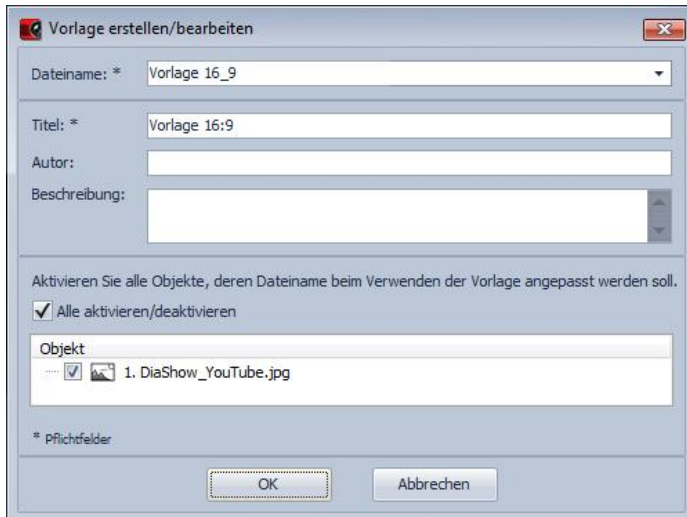 Vorlage erstellen/bearbeiten
Dateiname: * Vorlage 16_9
Titel: * Vorlage 16:9
Autor:
Beschreibung:
Aktivieren Sie alle Objekte, deren Dateiname beim Verwenden der Vorlage angepasst werden soll.
Alle aktivieren/deaktivieren
Objekt
1. DiaShow_YouTube.jpg
* Pflichtfelder
OK Abbrechen